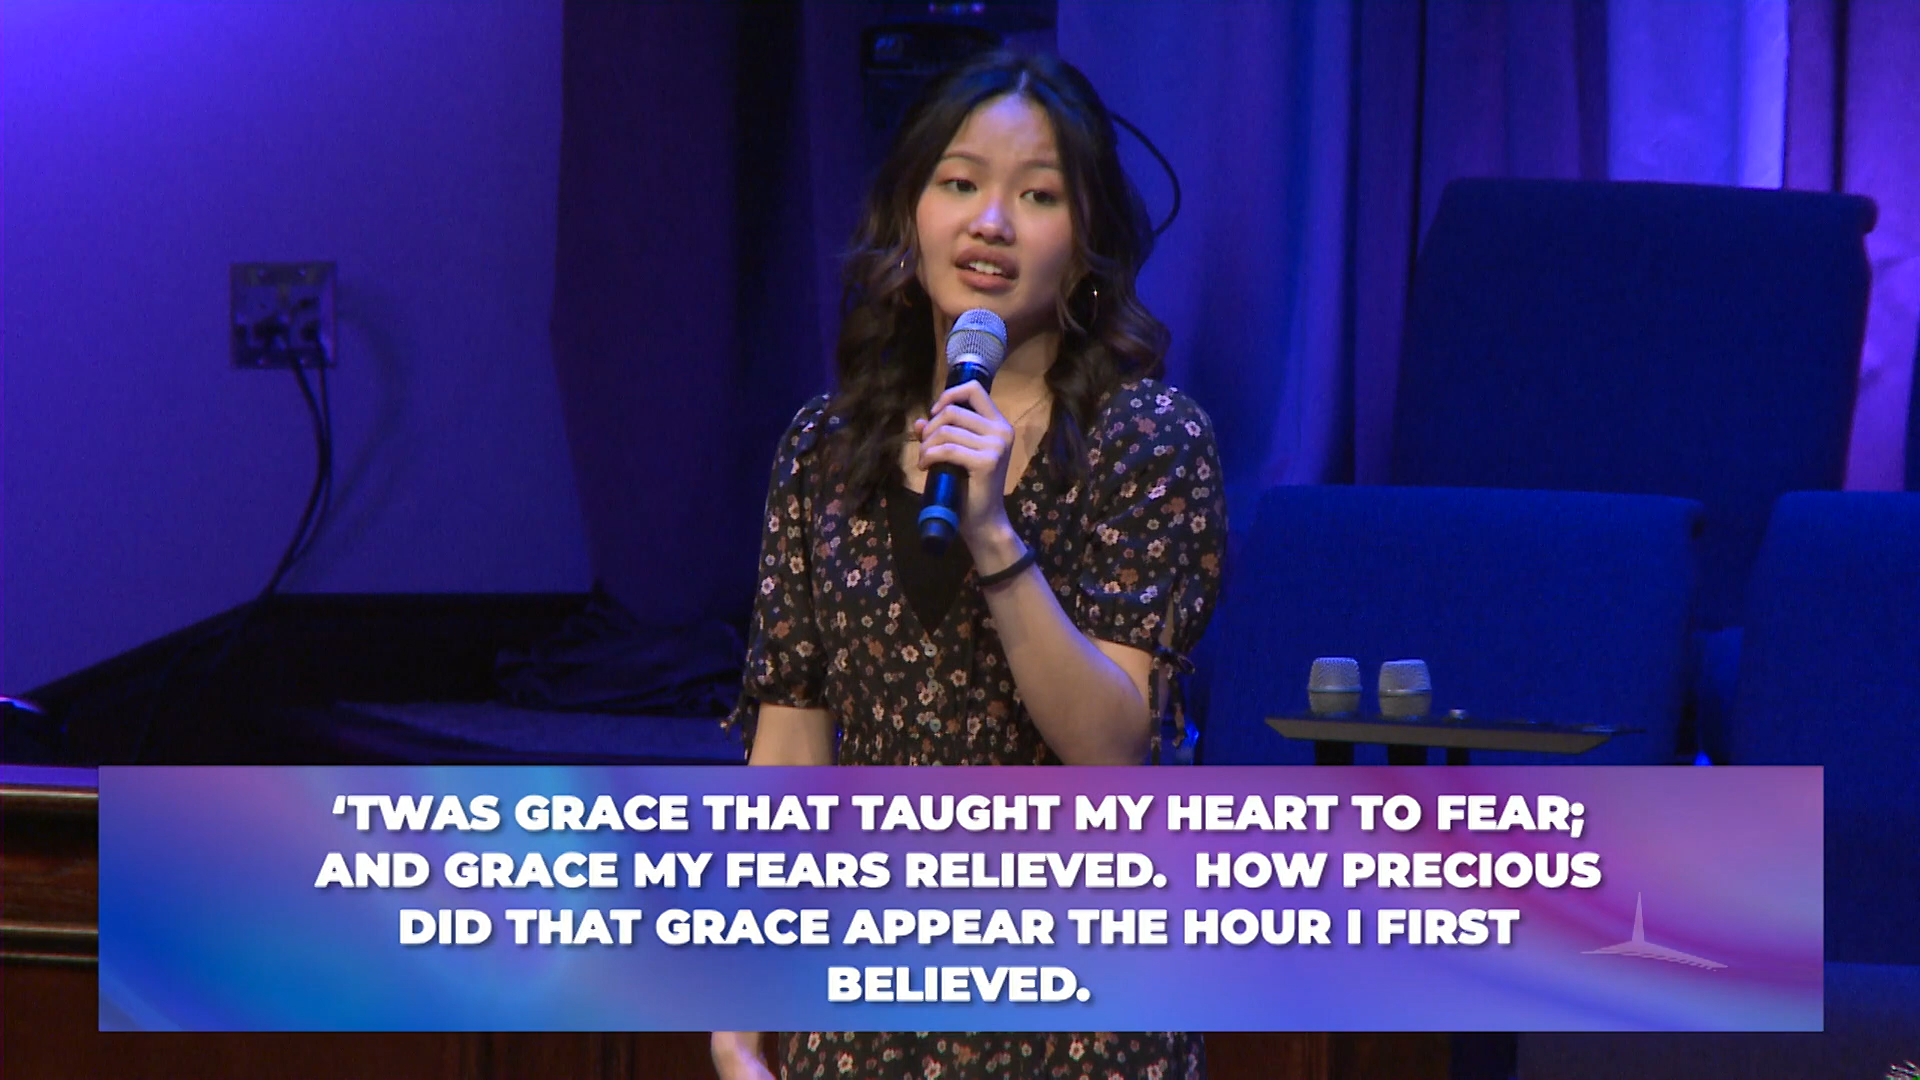 ‘TWAS GRACE THAT TAUGHT MY HEART TO FEAR;
AND GRACE MY FEARS RELIEVED.  HOW PRECIOUS
DID THAT GRACE APPEAR THE HOUR I FIRST
BELIEVED.